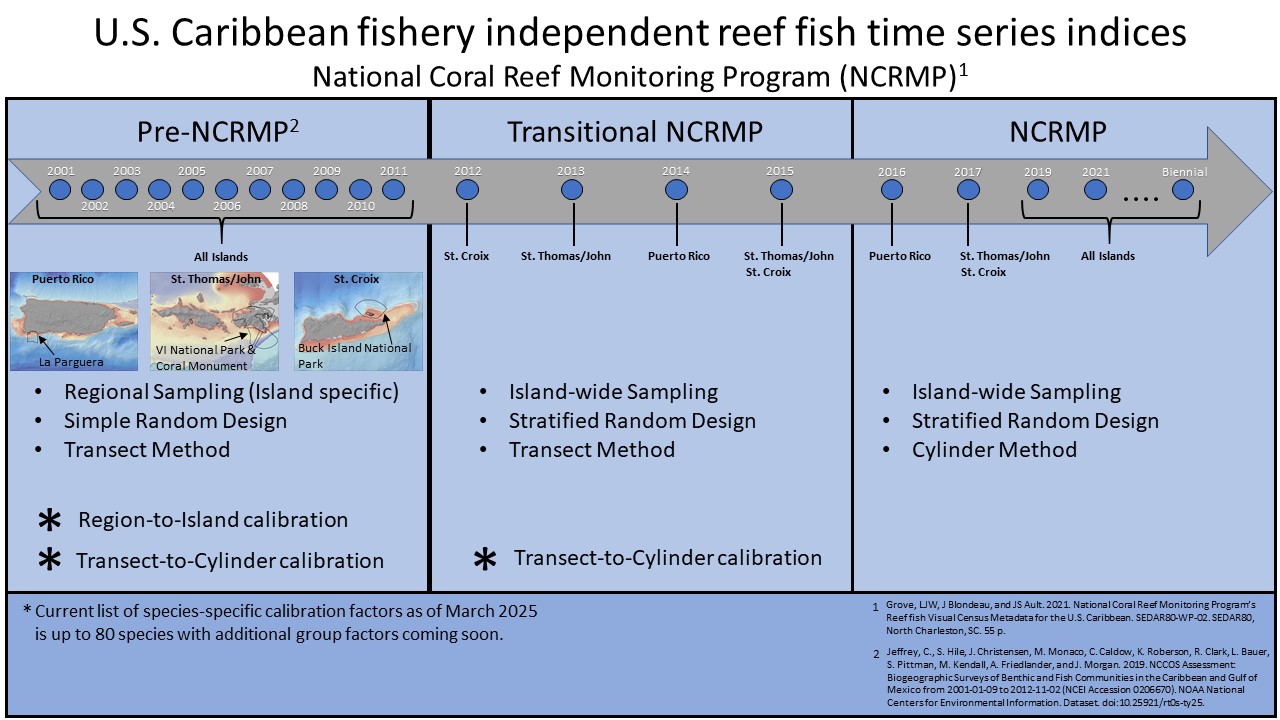 U.S. Caribbean fishery independent reef fish time series indices
National Coral Reef Monitoring Program (NCRMP)1
Pre-NCRMP2
Transitional NCRMP
NCRMP
2001 2003 2005 2007 2009 2011 2012 2013 2014 2015 2016 2017 2019 2021 Biennial
2002 2004 2006 2008 2010
....
All Islands
St. Croix
St. Thomas/John
Puerto Rico
St. Thomas/John
St. Croix
Puerto Rico
St. Thomas/John
St. Croix
All Islands
Puerto Rico
La Parguera
St. Thomas/John
VI National Park &
Coral Monument
St. Croix
Buck Island National
Park
• Regional Sampling (Island specific)
• Simple Random Design
• Transect Method
* Region-to-Island calibration
* Transect-to-Cylinder calibration
• Island-wide Sampling
• Stratified Random Design
• Transect Method
* Transect-to-Cylinder calibration
• Island-wide Sampling
• Stratified Random Design
• Cylinder Method
* Current list of species-specific calibration factors as of March 2025
is up to 80 species with additional group factors coming soon.
1 Grove, LJW, J Blondeau, and JS Ault. 2021. National Coral Reef Monitoring Program's
Reef fish Visual Census Metadata for the U.S. Caribbean. SEDAR80-WP-02. SEDAR80,
North Charleston, SC. 55 p.
2 Jeffrey, C., S. Hile, J. Christensen, M. Monaco, C. Caldow, K. Roberson, R. Clark, L. Bauer,
S. Pittman, M. Kendall, A. Friedlander, and J. Morgan. 2019. NCCOS Assessment:
Biogeographic Surveys of Benthic and Fish Communities in the Caribbean and Gulf of
Mexico from 2001-01-09 to 2012-11-02 (NCEI Accession 0206670). NOAA National
Centers for Environmental Information. Dataset. doi:10.25921/rt0s-ty25.